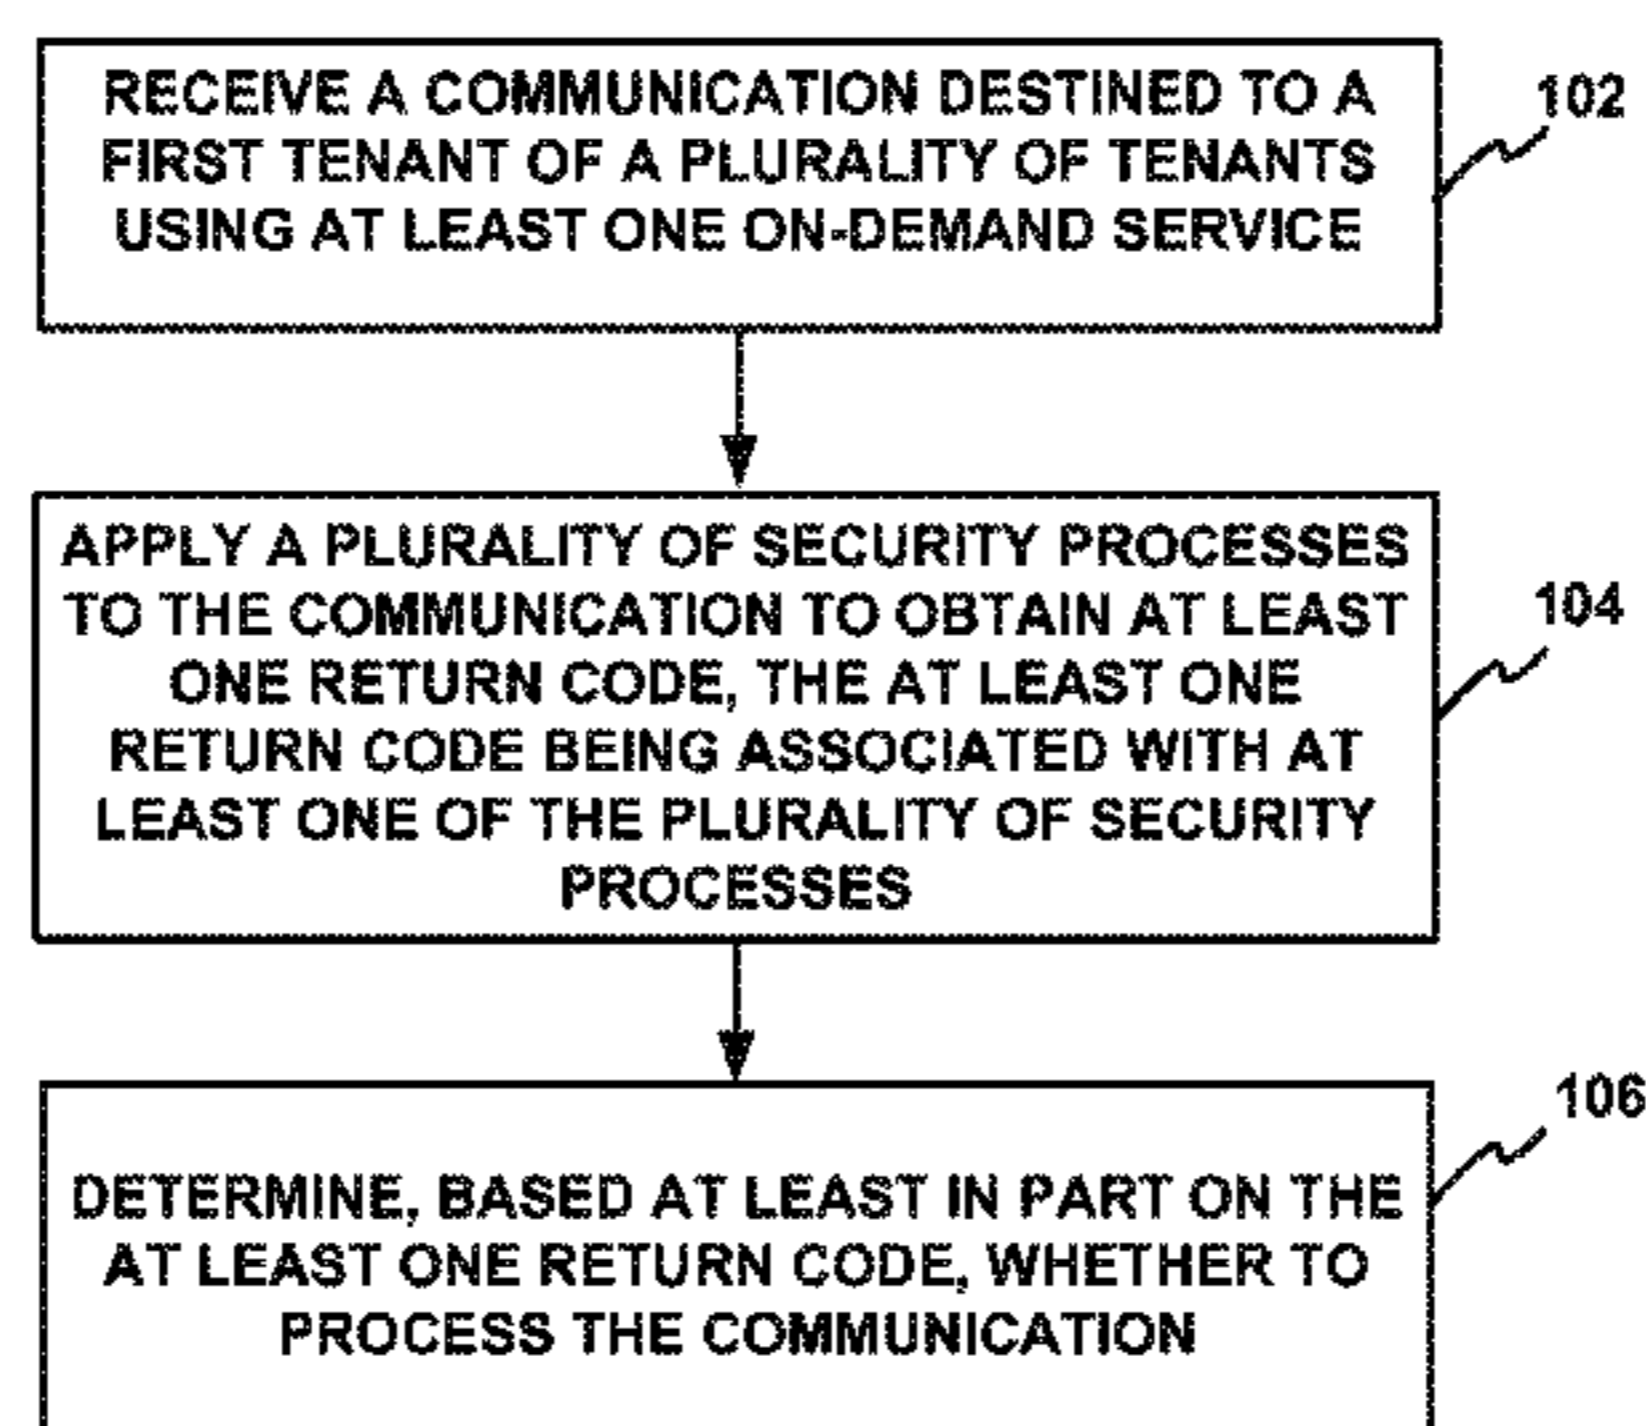 RECEIVE A COMMUNICATION DESTINED TO A
FIRST TENANT OF A PLURALITY OF TENANTS
USING AT LEAST ONE ON-DEMAND SERVICE
102
APPLY A PLURALITY OF SECURITY PROCESSES
TO THE COMMUNICATION TO OBTAIN AT LEAST
ONE RETURN CODE, THE AT LEAST ONE
RETURN CODE BEING ASSOCIATED WITH AT
LEAST ONE OF THE PLURALITY OF SECURITY
PROCESSES
104
DETERMINE, BASED AT LEAST IN PART ON THE
AT LEAST ONE RETURN CODE, WHETHER TO
PROCESS THE COMMUNICATION
106